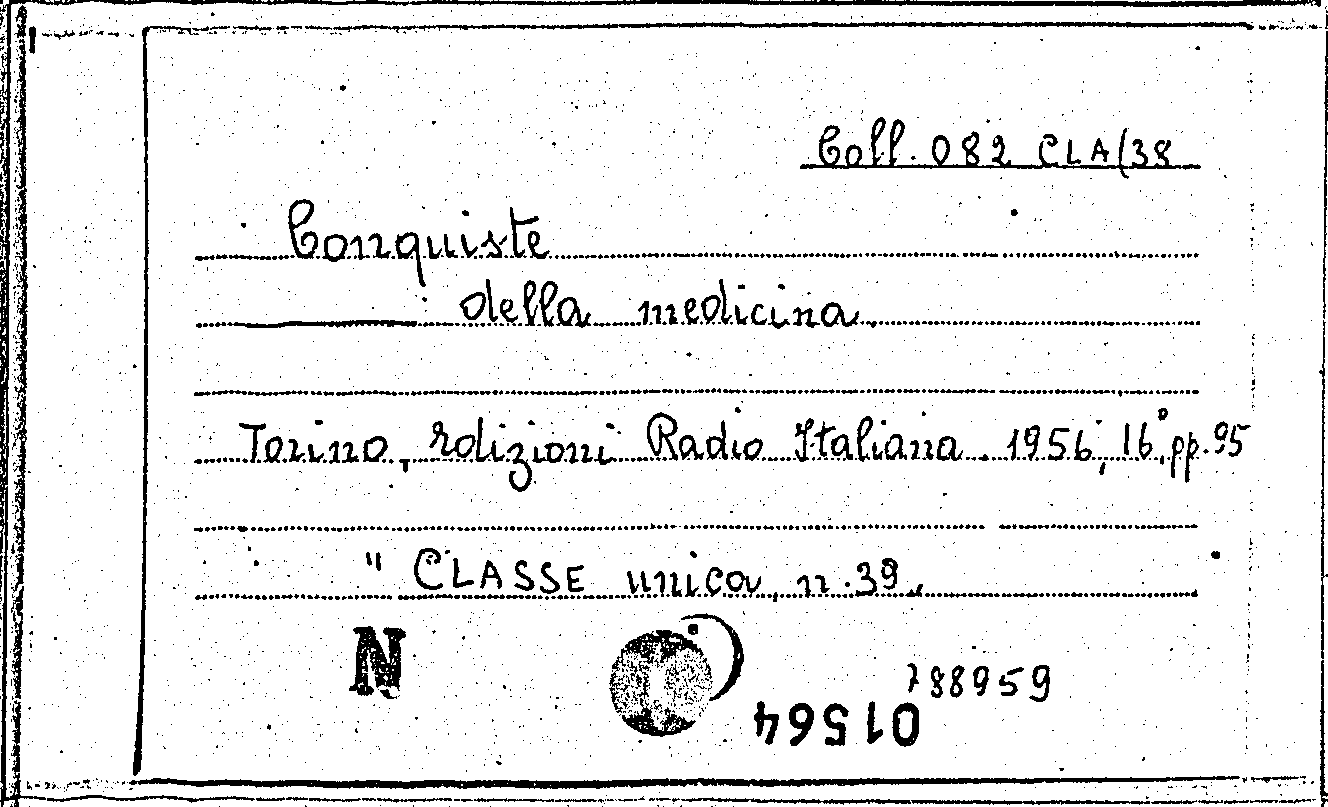 Coll. 082 CLA/38
Conquiste
della medicina.
Torino, Edizioni Radio Italiana. 1956, 16°, pp. 95
" CLASSE unica, n. 39"
N
01564